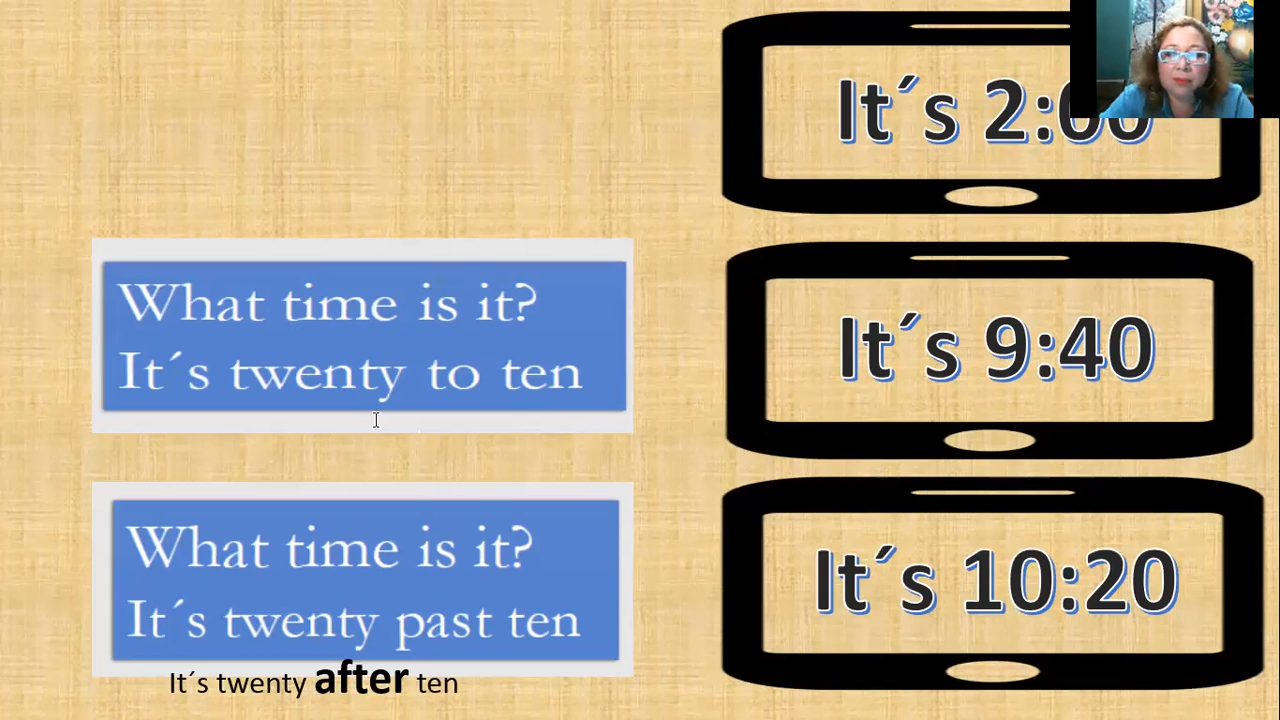 It´s 2:00
What time is it?
It´s twenty to ten
It´s 9:40
What time is it?
It´s twenty past ten
It´s twenty after ten
It´s 10:20